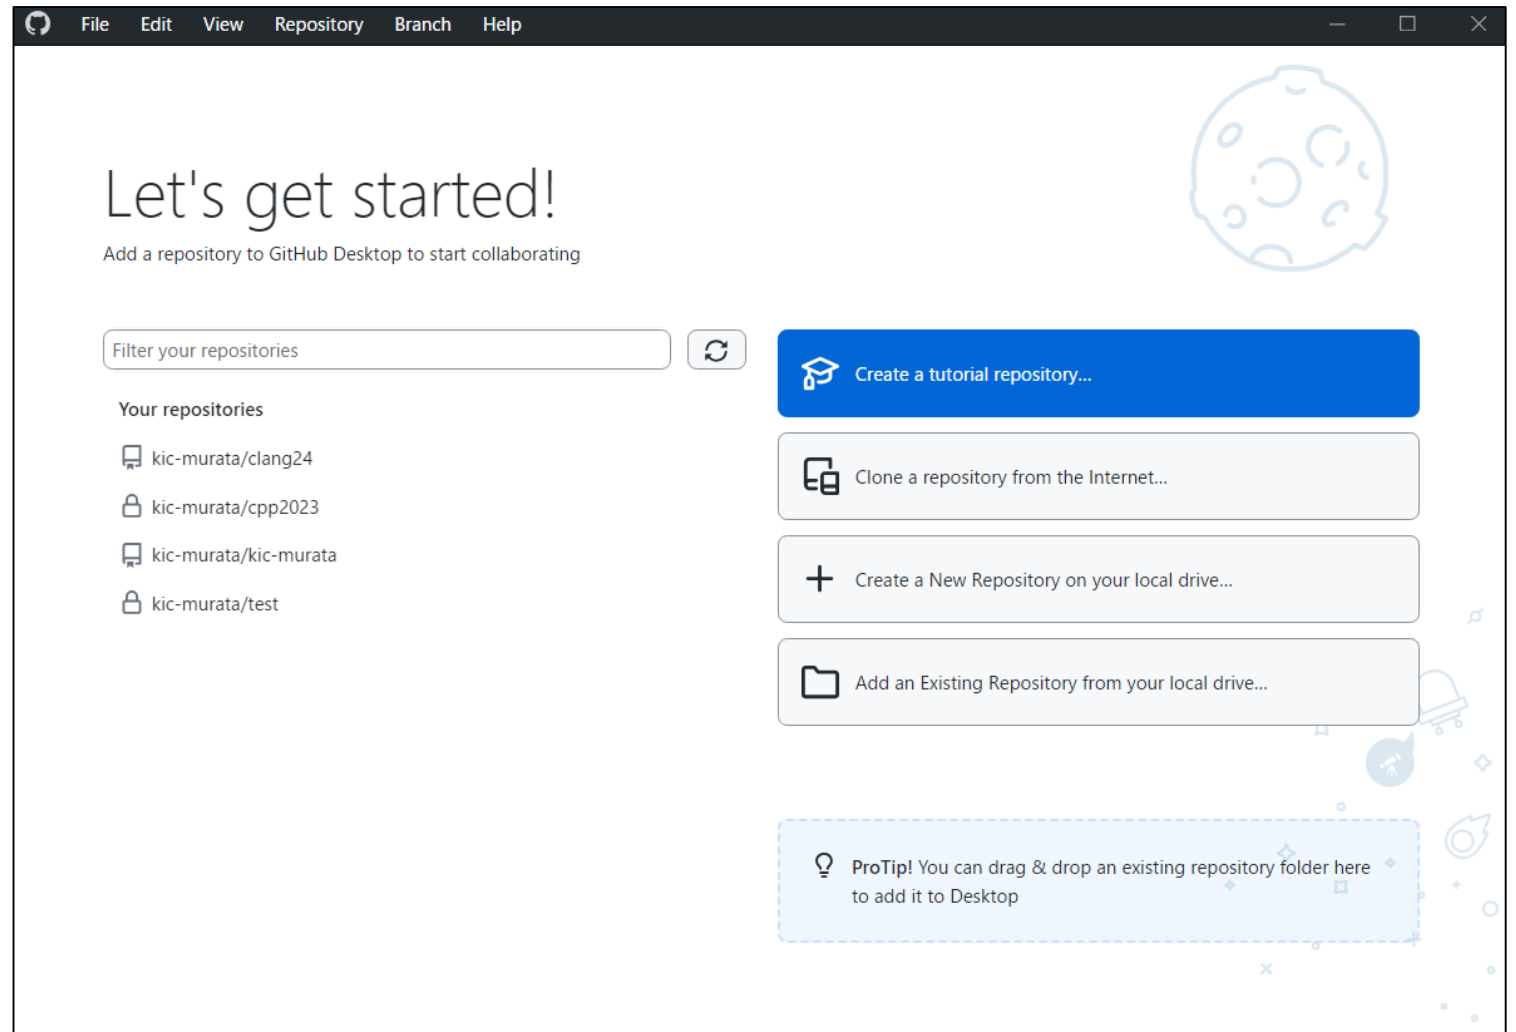 File Edit View Repository Branch Help
Let's get started!
Add a repository to GitHub Desktop to start collaborating
Filter your repositories
Your repositories
kic-murata/clang24
kic-murata/cpp2023
kic-murata/kic-murata
kic-murata/test
Create a tutorial repository...
Clone a repository from the Internet...
Create a New Repository on your local drive...
Add an Existing Repository from your local drive...
ProTip! You can drag & drop an existing repository folder here
to add it to Desktop